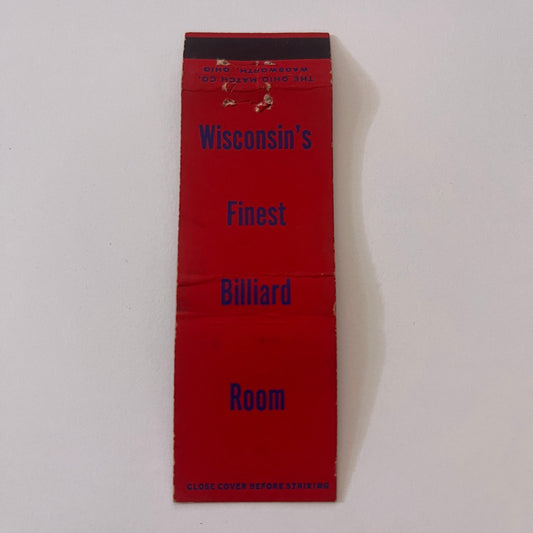 THE OHIO MATCH CO.
WADSWORTH, OHIO
Wisconsin's
Finest
Billiard
Room
CLOSE COVER BEFORE STRIKING